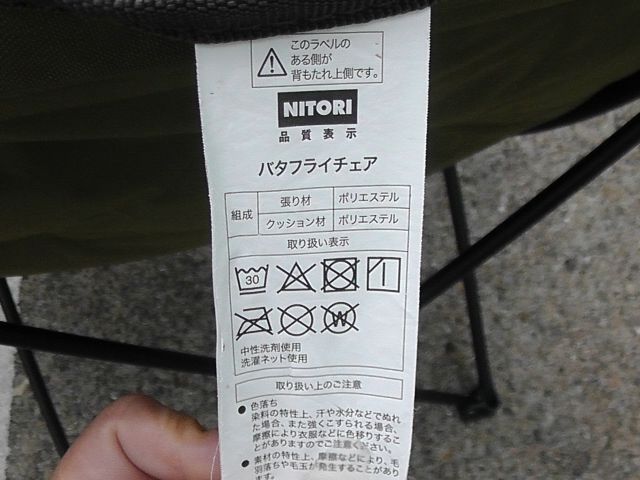 このラベルの
ある側が
背もたれ上側です。
NITORI
品質表示
バタフライチェア
組成 張り材 ポリエステル
クッション材 ポリエステル
取り扱い表示
30
W
中性洗剤使用
洗濯ネット使用
取り扱い上のご注意
● 色落ち
染料の特性上、汗や水分などでぬれ
た場合、また強くこすられる場合、
摩擦により衣服などに色移りするこ
とがありますのでご注意ください。
● 素材の特性上、摩擦などにより、毛
羽落ちや毛玉が発生することがあり
ます。